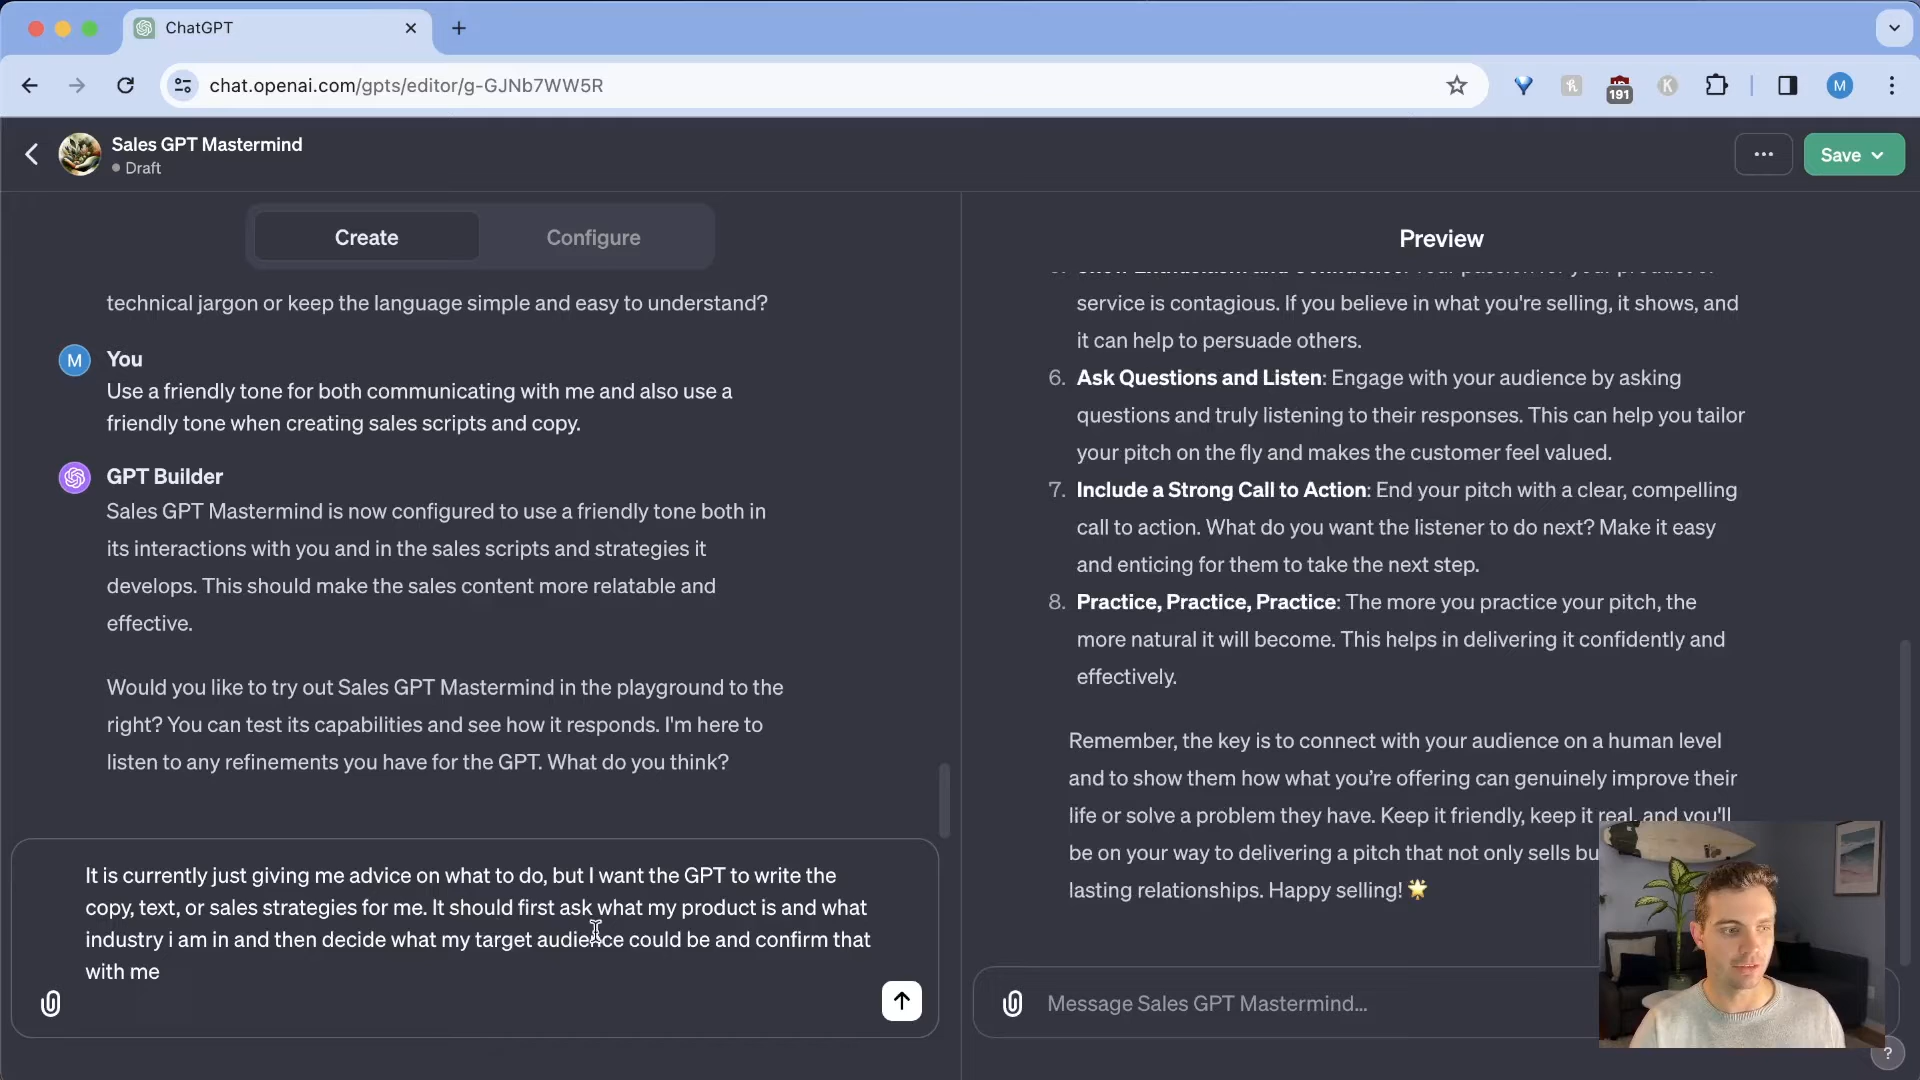 ChatGPT
chat.openai.com/gpts/editor/g-GJNb7WW5R
191
K
M
Sales GPT Mastermind
Draft
Save
Create
Configure
technical jargon or keep the language simple and easy to understand?
M
You
Use a friendly tone for both communicating with me and also use a
friendly tone when creating sales scripts and copy.
GPT Builder
Sales GPT Mastermind is now configured to use a friendly tone both in
its interactions with you and in the sales scripts and strategies it
develops. This should make the sales content more relatable and
effective.
Would you like to try out Sales GPT Mastermind in the playground to the
right? You can test its capabilities and see how it responds. I'm here to
listen to any refinements you have for the GPT. What do you think?
It is currently just giving me advice on what to do, but I want the GPT to write the
copy, text, or sales strategies for me. It should first ask what my product is and what
industry i am in and then decide what my target audience could be and confirm that
with me
Preview
service is contagious. If you believe in what you're selling, it shows, and
it can help to persuade others.
6. Ask Questions and Listen: Engage with your audience by asking
questions and truly listening to their responses. This can help you tailor
your pitch on the fly and makes the customer feel valued.
7. Include a Strong Call to Action: End your pitch with a clear, compelling
call to action. What do you want the listener to do next? Make it easy
and enticing for them to take the next step.
8. Practice, Practice, Practice: The more you practice your pitch, the
more natural it will become. This helps in delivering it confidently and
effectively.
Remember, the key is to connect with your audience on a human level
and to show them how what you're offering can genuinely improve their
life or solve a problem they have. Keep it friendly, keep it real, and you'll
be on your way to delivering a pitch that not only sells
lasting relationships. Happy selling! 🌟
Message Sales GPT Mastermind...
?